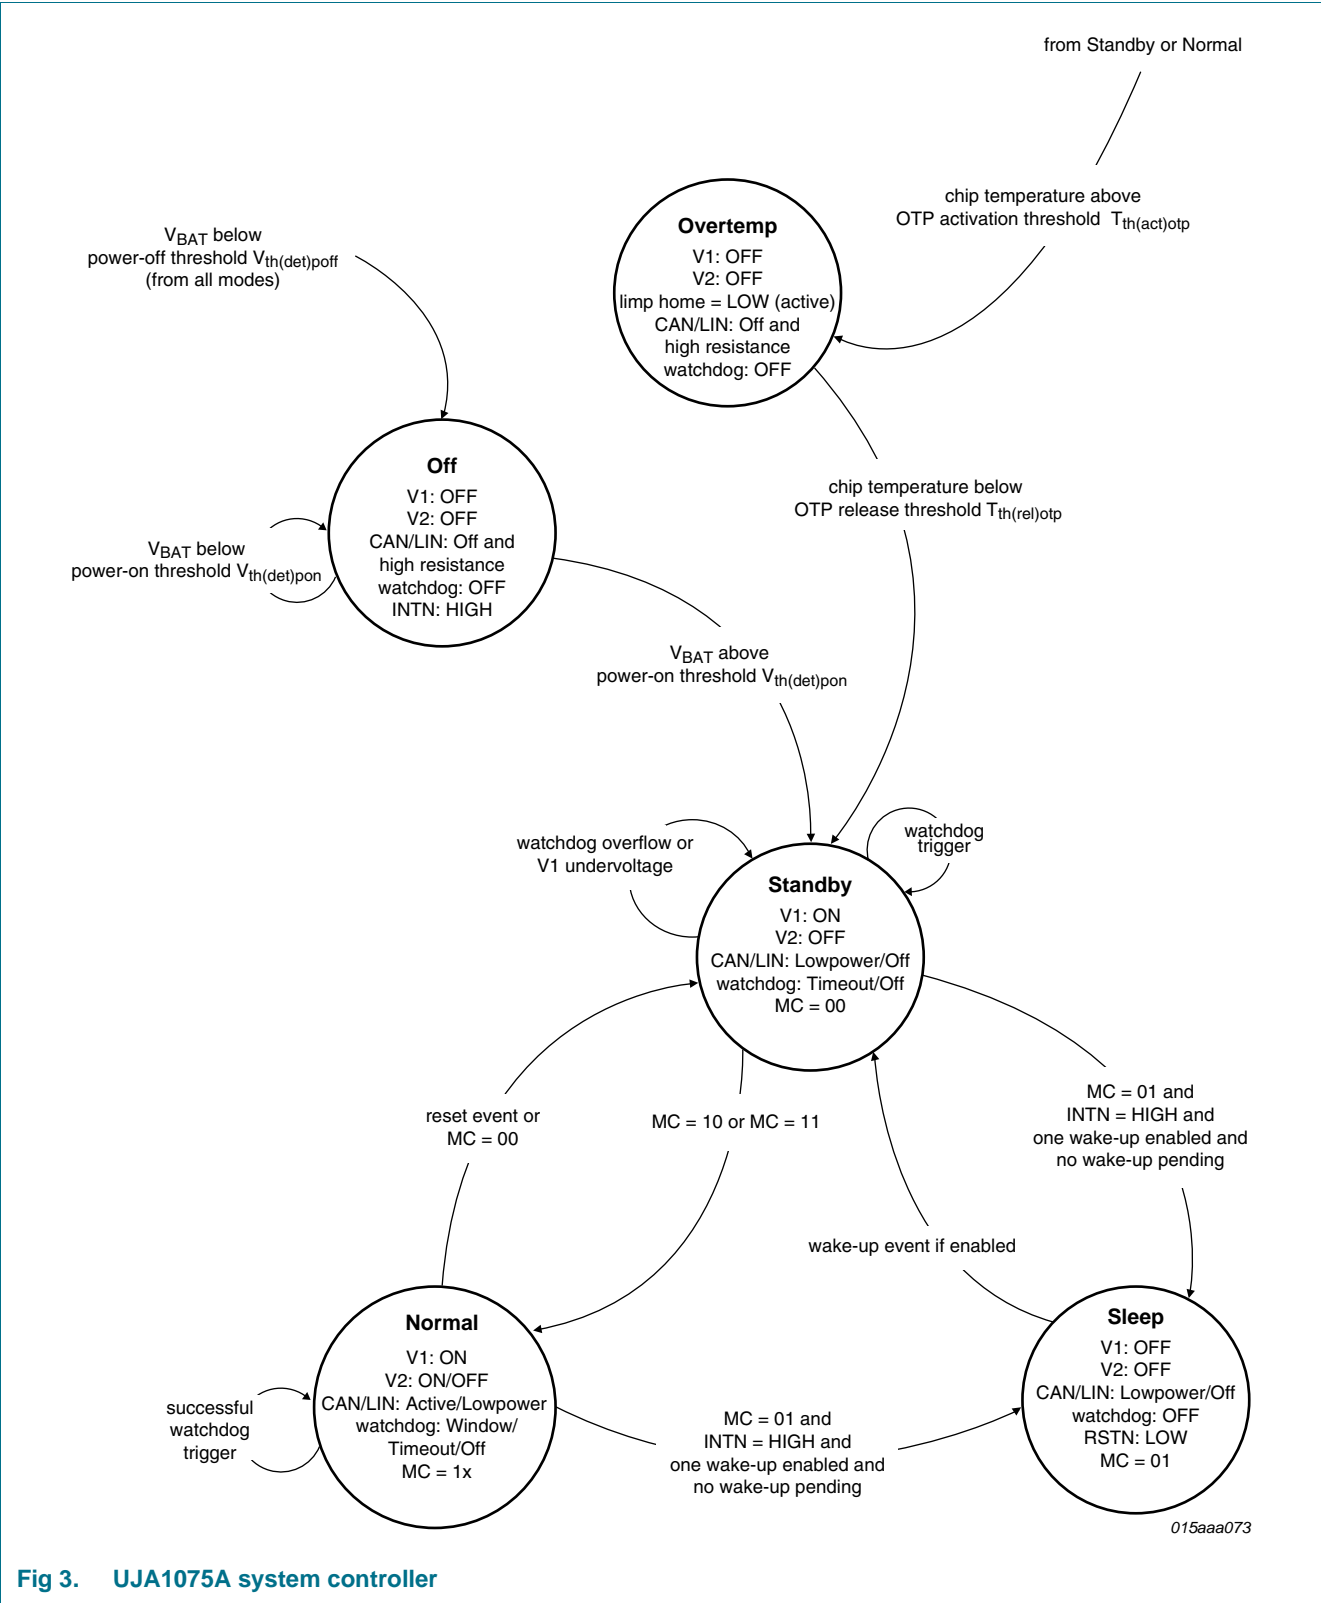 from Standby or Normal
chip temperature above
OTP activation threshold Tth(act)otp
Overtemp
V1: OFF
V2: OFF
limp home = LOW (active)
CAN/LIN: Off and
high resistance
watchdog: OFF
VBAT below
power-off threshold Vth(det)poff
(from all modes)
Off
V1: OFF
V2: OFF
CAN/LIN: Off and
high resistance
watchdog: OFF
INTN: HIGH
VBAT below
power-on threshold Vth(det)pon
chip temperature below
OTP release threshold Tth(rel)otp
VBAT above
power-on threshold Vth(det)pon
watchdog overflow or
V1 undervoltage
watchdog
trigger
Standby
V1: ON
V2: OFF
CAN/LIN: Lowpower/Off
watchdog: Timeout/Off
MC = 00
reset event or
MC = 00
MC = 10 or MC = 11
MC = 01 and
INTN = HIGH and
one wake-up enabled and
no wake-up pending
wake-up event if enabled
Normal
V1: ON
V2: ON/OFF
CAN/LIN: Active/Lowpower
watchdog: Window/
Timeout/Off
MC = 1x
successful
watchdog
trigger
MC = 01 and
INTN = HIGH and
one wake-up enabled and
no wake-up pending
Sleep
V1: OFF
V2: OFF
CAN/LIN: Lowpower/Off
watchdog: OFF
RSTN: LOW
MC = 01
015aaa073
Fig 3. UJA1075A system controller